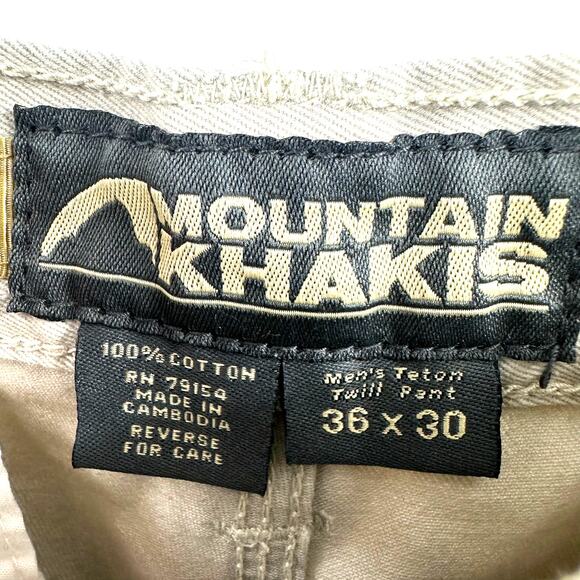 MOUNTAIN
KHAKIS
100% COTTON
RN 79154
MADE IN
CAMBODIA
REVERSE
FOR CARE
Men's Teton
Twill Pant
36 x 30